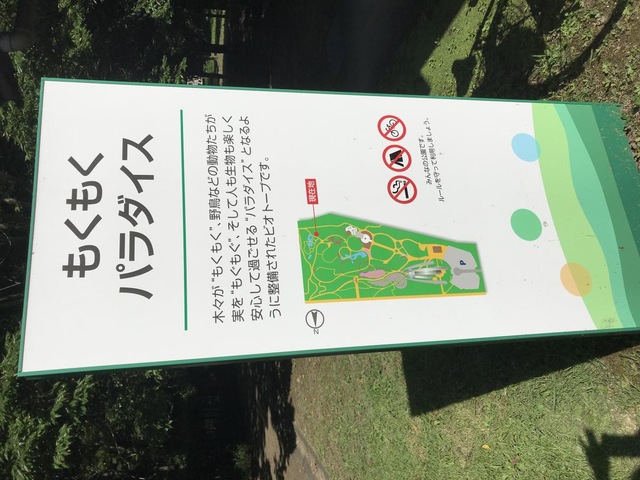 もくもく
パラダイス
木々が“もくもく”、野鳥などの動物たちが
実を“もぐもぐ”、そして人も生物も楽しく
安心して過ごせる“パラダイス”となるよ
うに整備されたビオトープです。
現在地
P
N
みんなの公園です。
ルールを守って利用しましょう。